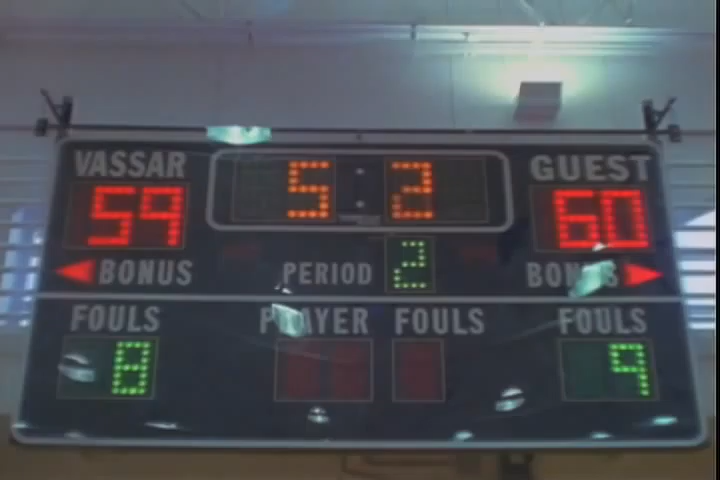 VASSAR 5 2 GUEST
59 60
BONUS PERIOD 2 BONUS
FOULS PLAYER FOULS FOULS
8 9